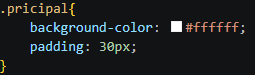 .pricipal{
    background-color: #ffffff;
    padding: 30px;
}